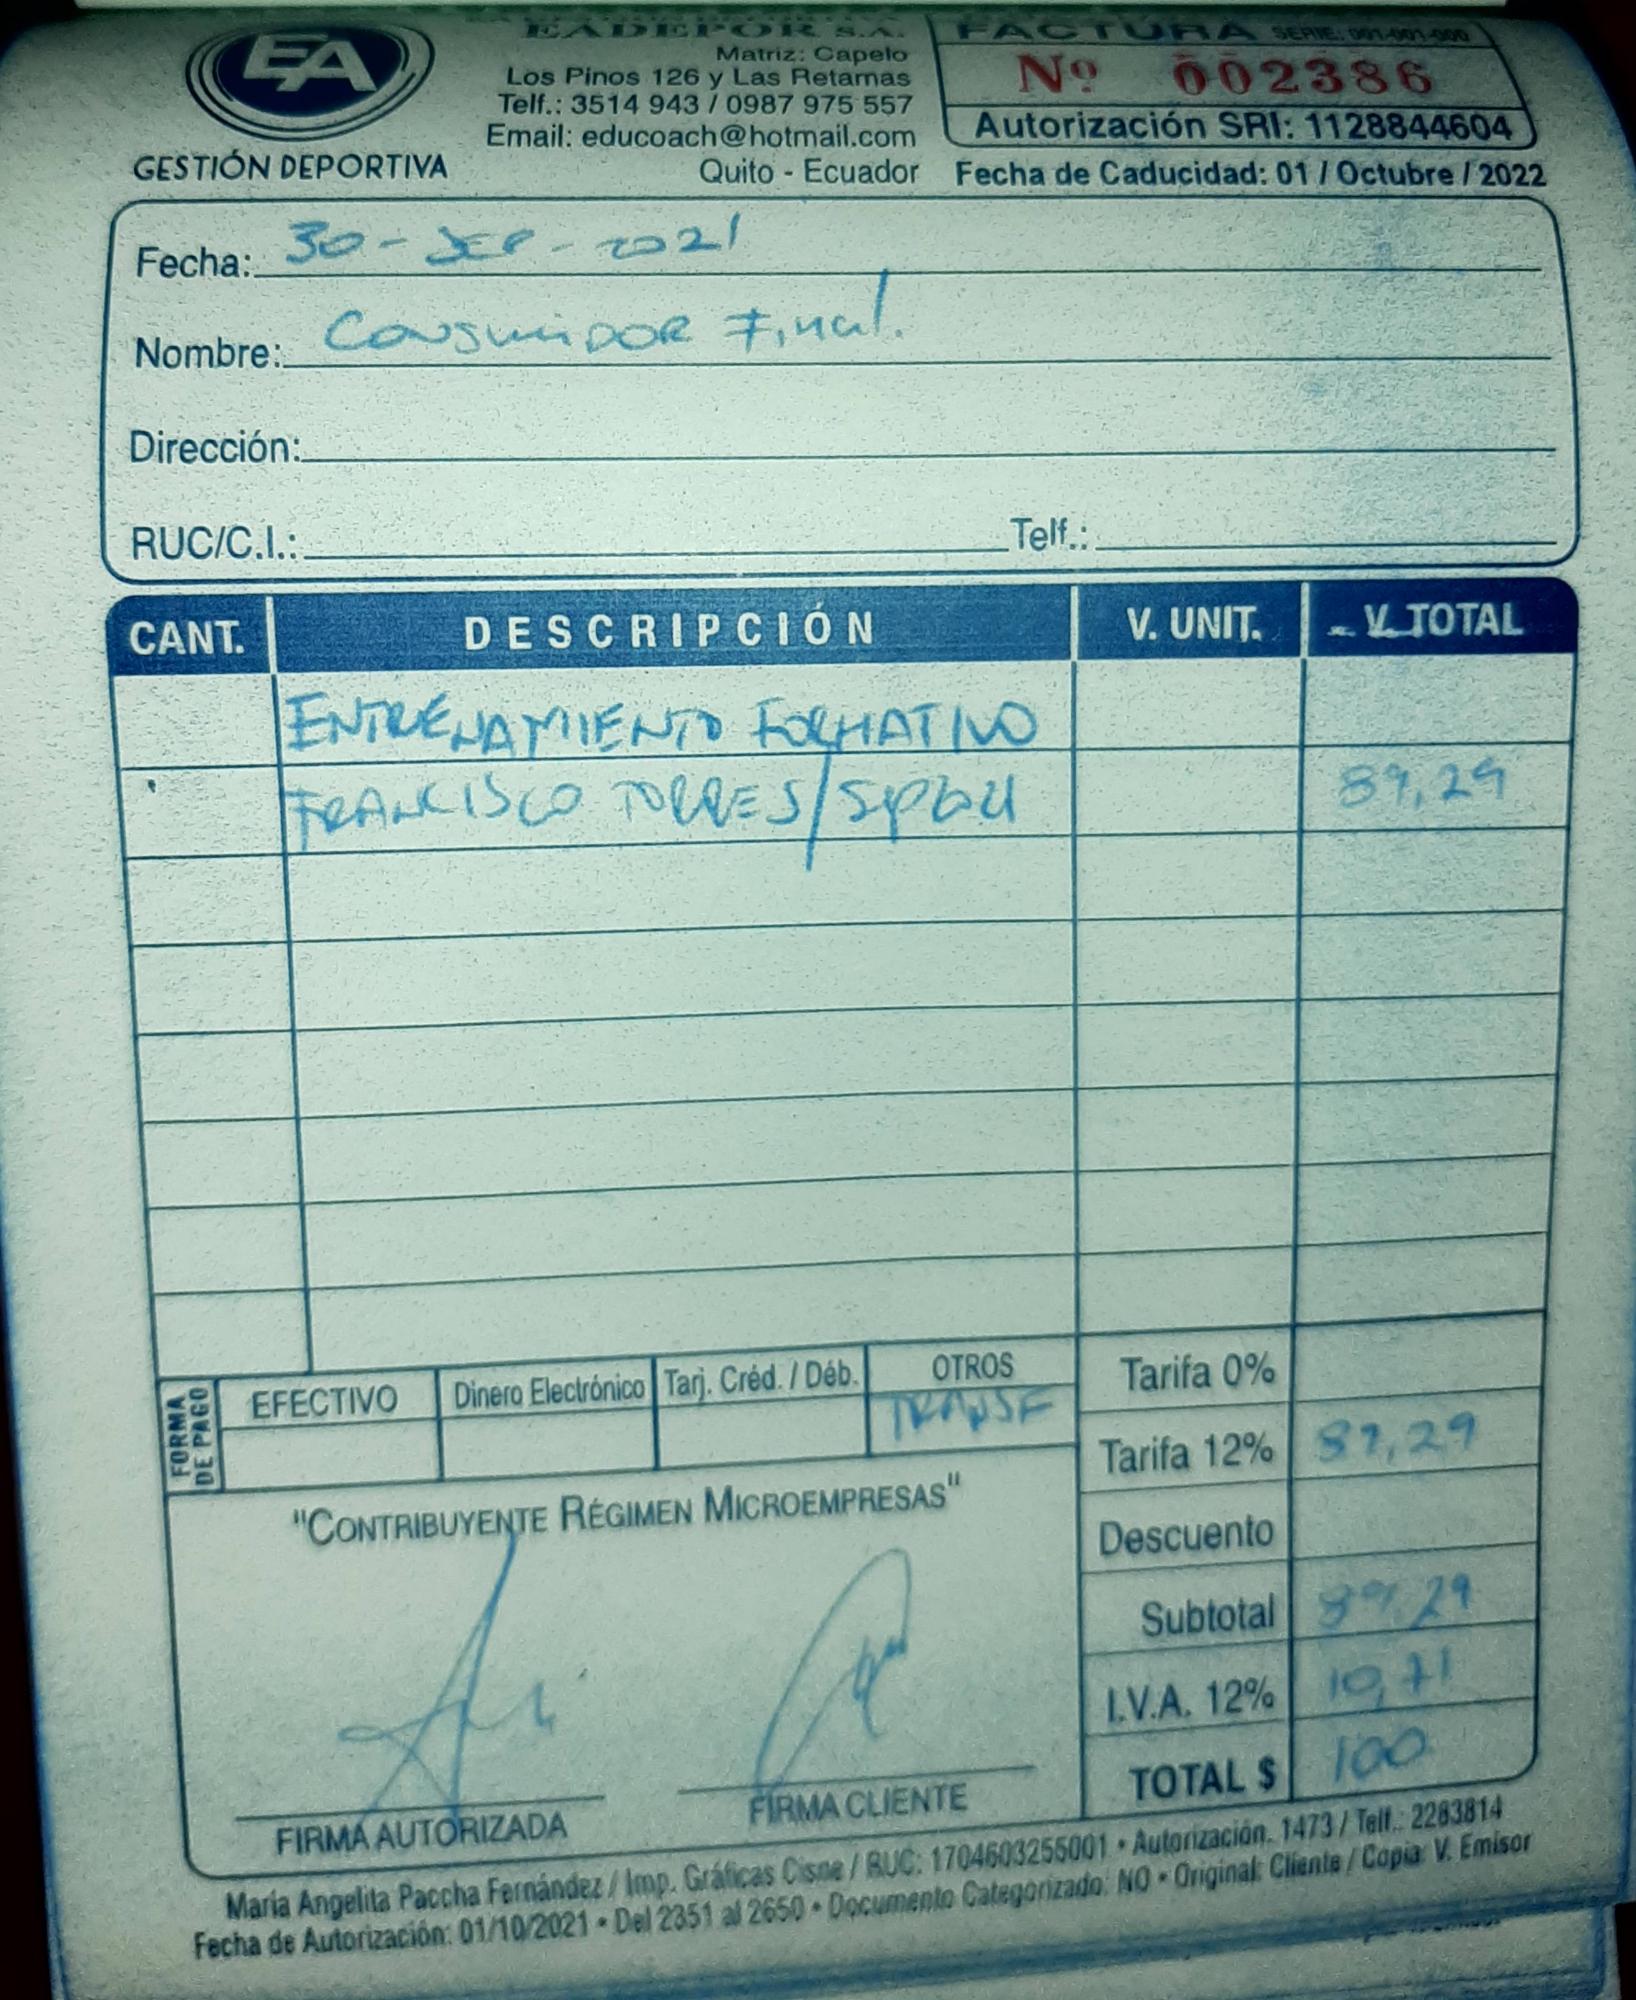 EA
GESTIÓN DEPORTIVA
EADEPOR S.A.
Matriz: Capelo
Los Pinos 126 y Las Retamas
Telf.: 3514 943 / 0987 975 557
Email: educoach@hotmail.com
Quito - Ecuador
FACTURA SERIE: 001-001-000
Nº 002386
Autorización SRI: 1128844604
Fecha de Caducidad: 01 / Octubre / 2022
Fecha: 30-SEP-2021
Nombre: Consumidor Final.
Dirección:
RUC/C.I.: Telf.:
CANT. DESCRIPCIÓN V. UNIT. V. TOTAL
ENTRENAMIENTO FORMATIVO
FRANCISCO TORRES/ 89,29
FORMA DE PAGO
EFECTIVO Dinero Electrónico Tarj. Créd. / Déb. OTROS
TRANSF
Tarifa 0%
Tarifa 12% 89,29
Descuento
Subtotal 89,29
I.V.A. 12% 10,71
TOTAL $ 100
"CONTRIBUYENTE RÉGIMEN MICROEMPRESAS"
FIRMA AUTORIZADA FIRMA CLIENTE
María Angelita Paccha Fernández / Imp. Gráficas Cisne / RUC: 1704603255001 • Autorización. 1473 / Telf.: 2283814
Fecha de Autorización: 01/10/2021 • Del 2351 al 2650 • Documento Categorizado: NO • Original: Cliente / Copia: V. Emisor